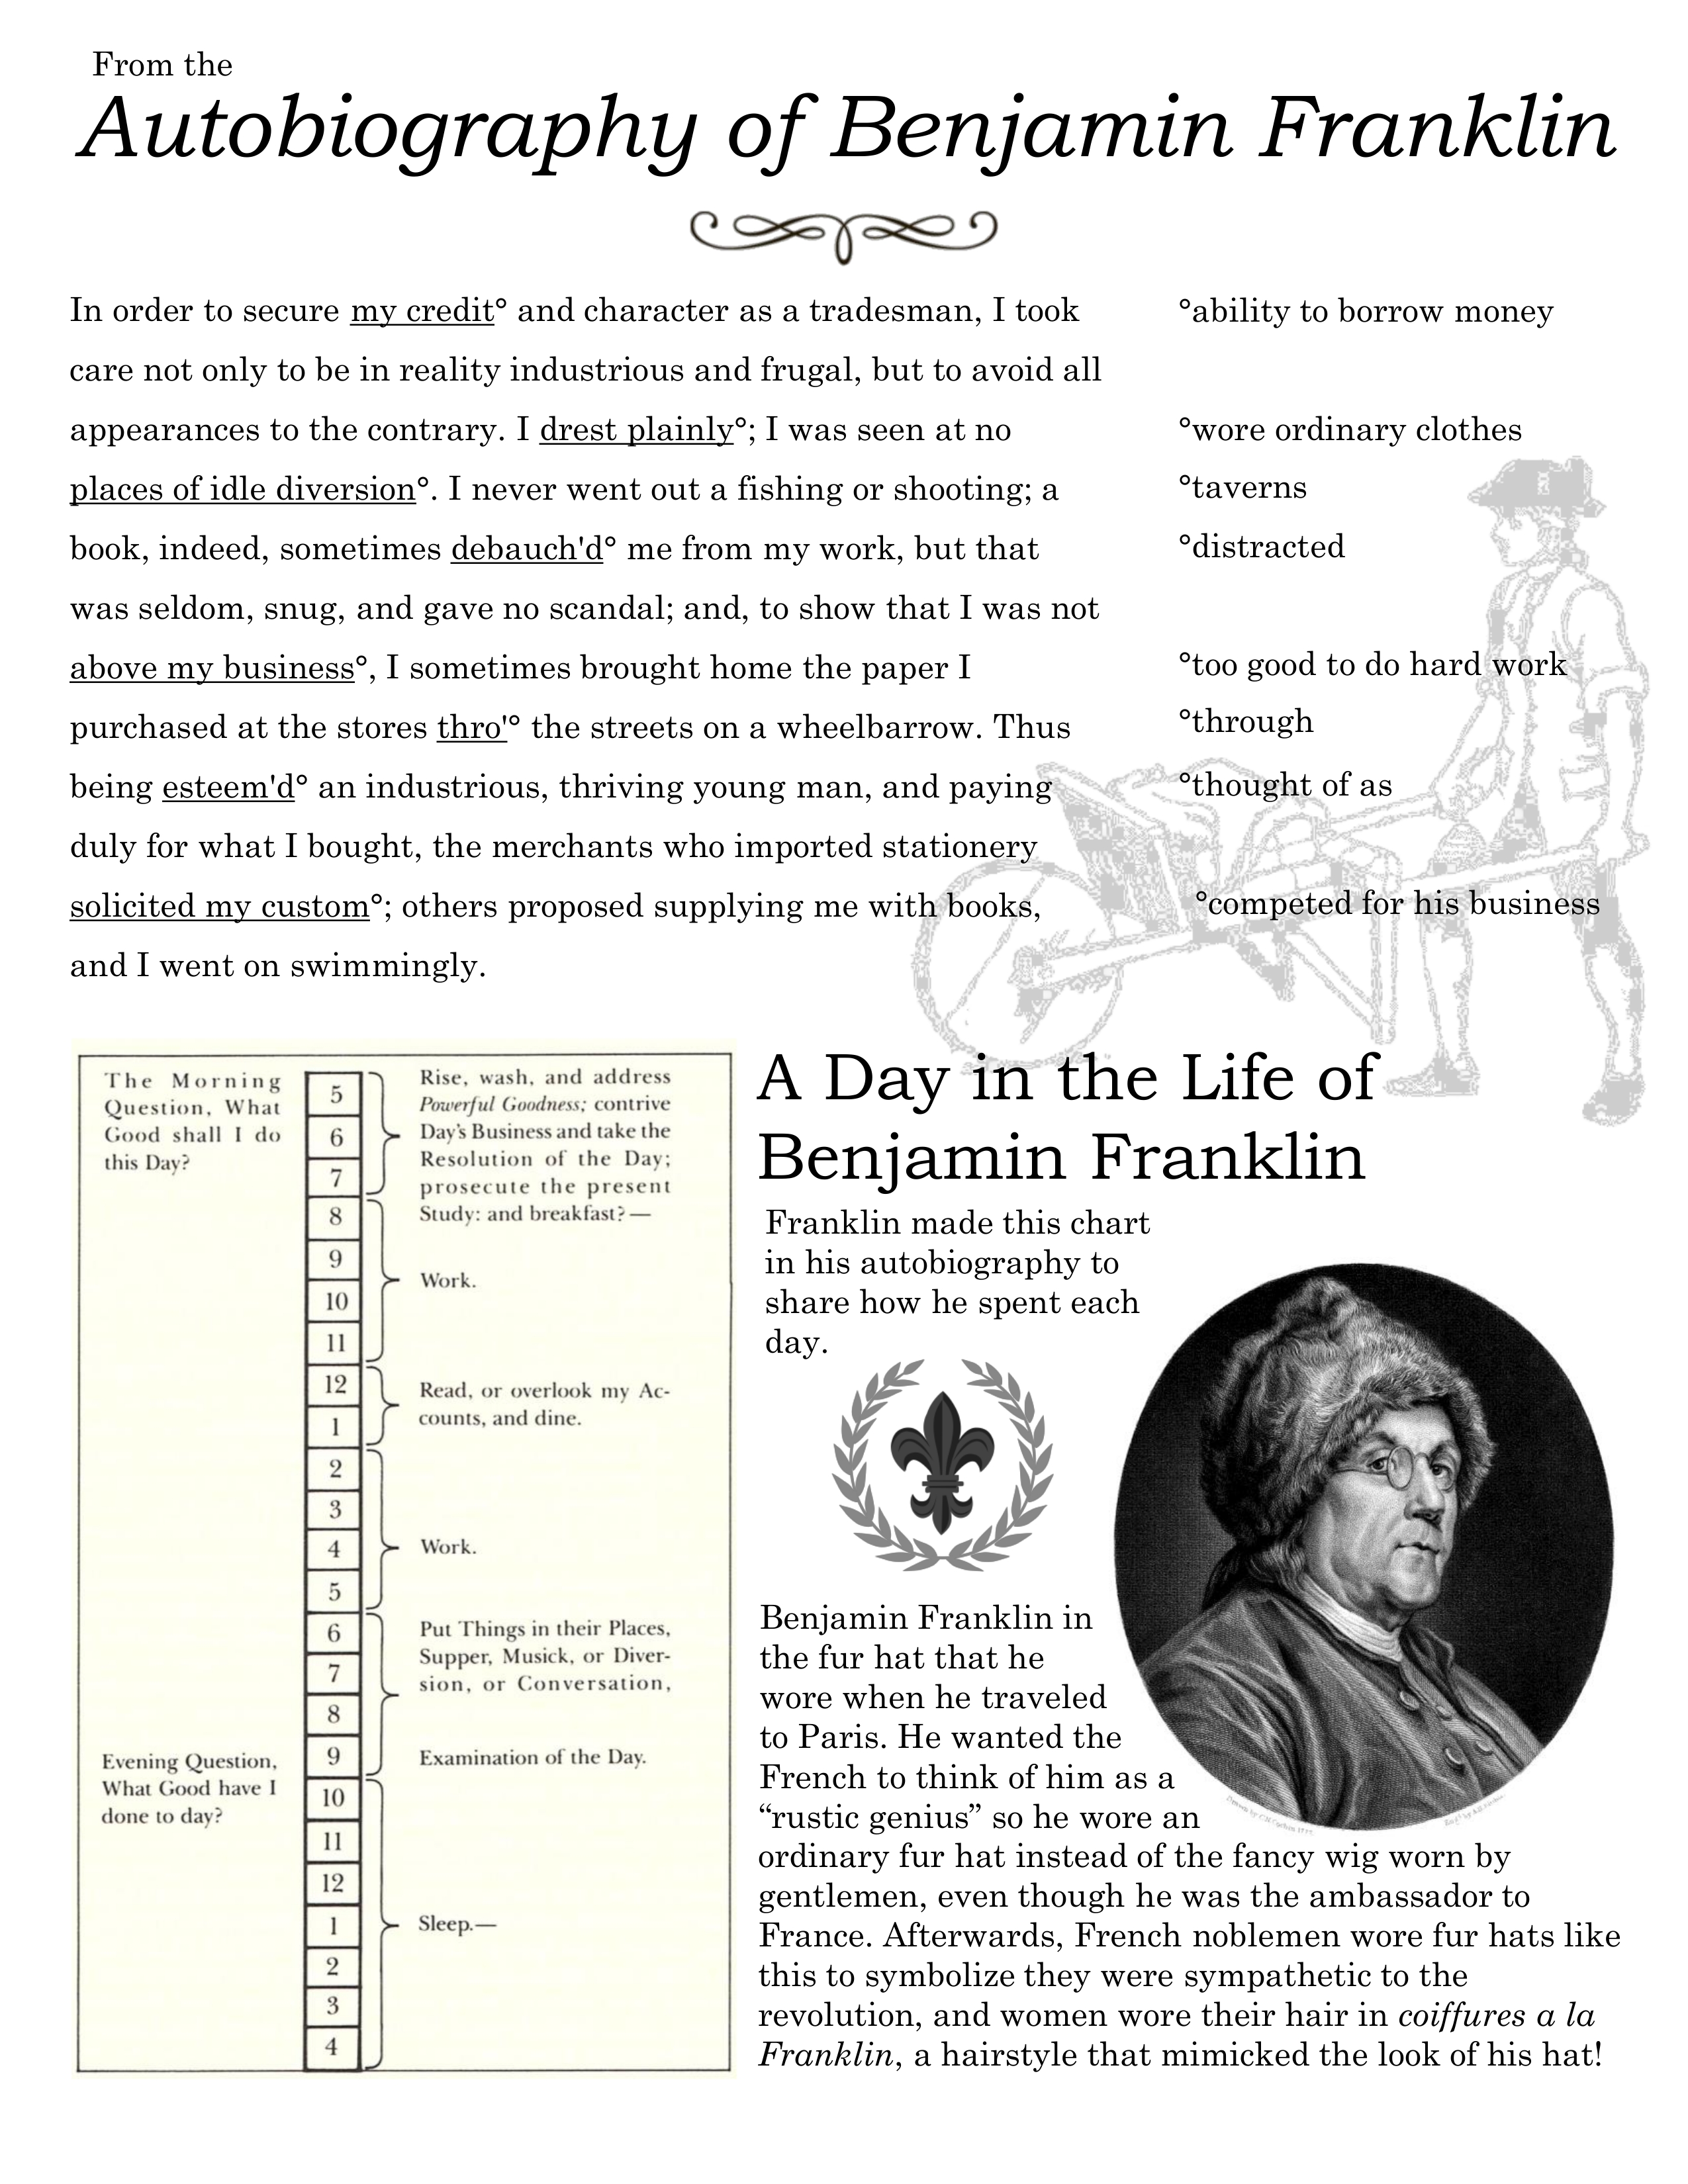 From the
Autobiography of Benjamin Franklin
In order to secure my credit° and character as a tradesman, I took
°ability to borrow money
care not only to be in reality industrious and frugal, but to avoid all
appearances to the contrary. I drest plainly°; I was seen at no
°wore ordinary clothes
places of idle diversion°. I never went out a fishing or shooting; a
°taverns
book, indeed, sometimes debauch'd° me from my work, but that
°distracted
was seldom, snug, and gave no scandal; and, to show that I was not
above my business°, I sometimes brought home the paper I
°too good to do hard work
purchased at the stores thro'° the streets on a wheelbarrow. Thus
°through
being esteem'd° an industrious, thriving young man, and paying
°thought of as
duly for what I bought, the merchants who imported stationery
solicited my custom°; others proposed supplying me with books,
°competed for his business
and I went on swimmingly.
The Morning
Question, What
Good shall I do
this Day?
5
6
7
8
9
10
11
12
1
2
3
4
5
6
7
8
9
10
11
12
1
2
3
4
Rise, wash, and address
Powerful Goodness; contrive
Day's Business and take the
Resolution of the Day;
prosecute the present
Study: and breakfast?—
Work.
Read, or overlook my Ac-
counts, and dine.
Work.
Put Things in their Places,
Supper, Musick, or Diver-
sion, or Conversation,
Examination of the Day.
Evening Question,
What Good have I
done to day?
Sleep.—
A Day in the Life of
Benjamin Franklin
Franklin made this chart
in his autobiography to
share how he spent each
day.
Benjamin Franklin in
the fur hat that he
wore when he traveled
to Paris. He wanted the
French to think of him as a
“rustic genius” so he wore an
ordinary fur hat instead of the fancy wig worn by
gentlemen, even though he was the ambassador to
France. Afterwards, French noblemen wore fur hats like
this to symbolize they were sympathetic to the
revolution, and women wore their hair in coiffures a la
Franklin, a hairstyle that mimicked the look of his hat!